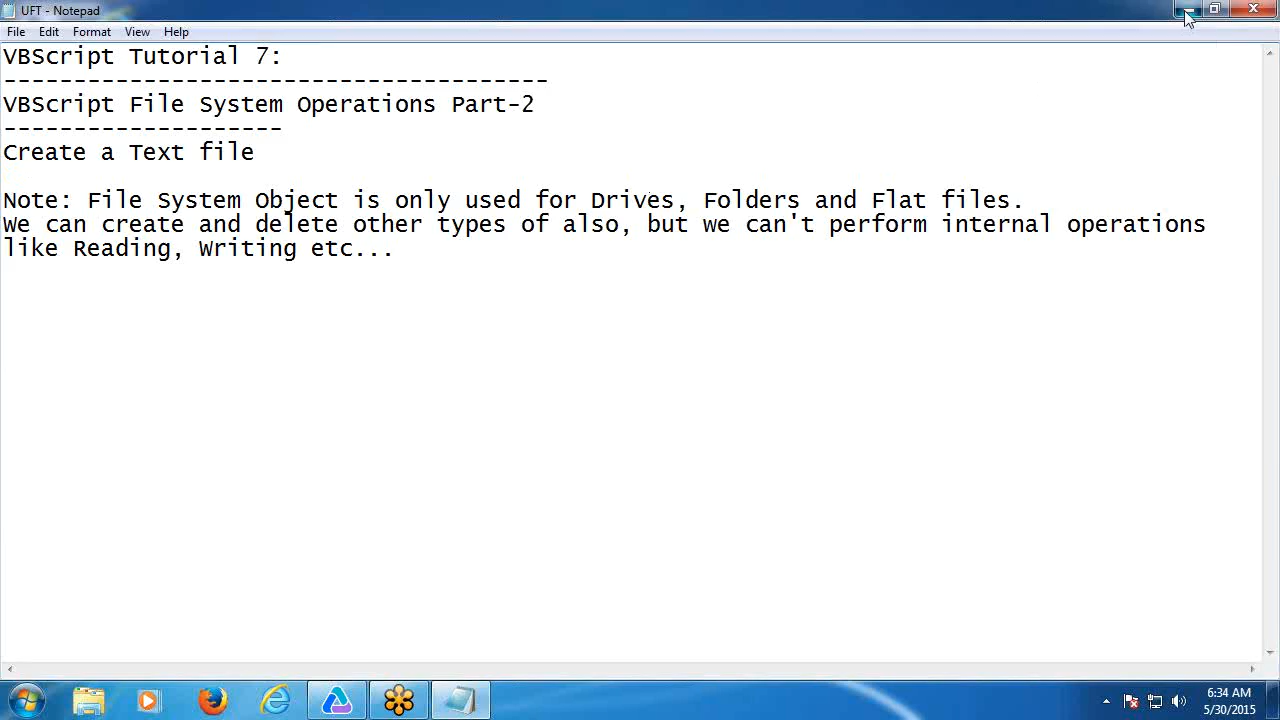 UFT - Notepad
File Edit Format View Help
VBScript Tutorial 7:
---------------------------------------
VBScript File System Operations Part-2
--------------------
Create a Text file
Note: File System Object is only used for Drives, Folders and Flat files.
We can create and delete other types of also, but we can't perform internal operations
like Reading, Writing etc...
6:34 AM
5/30/2015